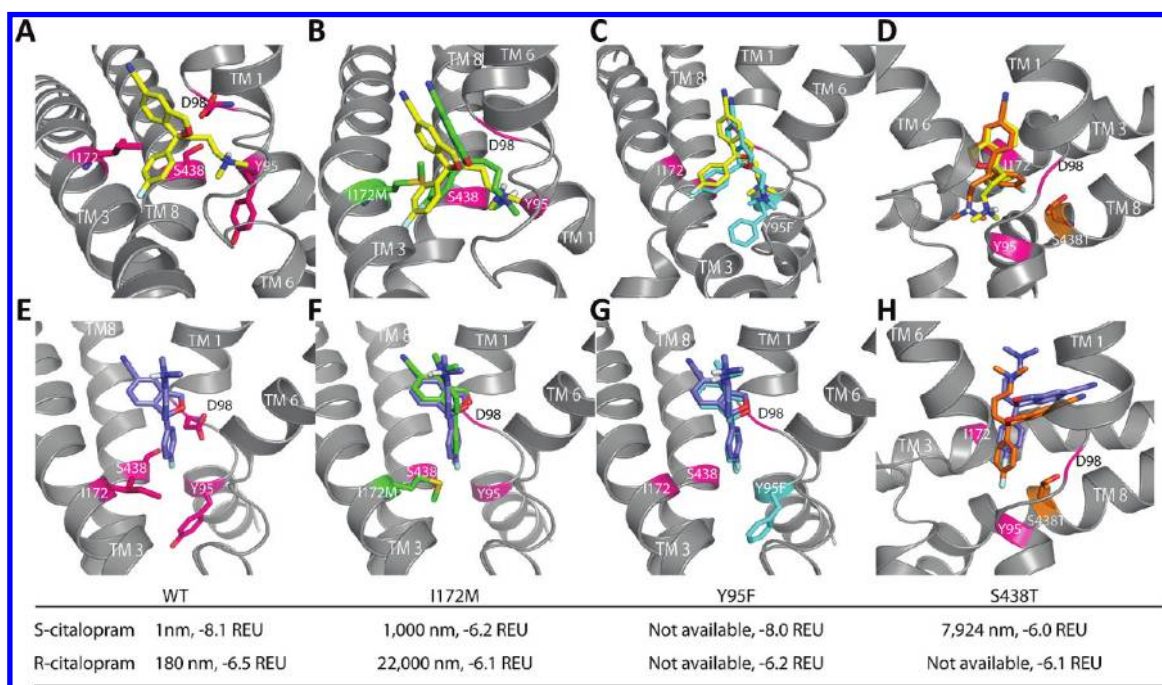 A
TM 1
D98
I172
S438
Y95
TM 3
TM 8
TM 6
B
TM 8
TM 6
D98
I172M
S438
Y95
TM 3
TM 1
C
TM 8
TM 1
TM 6
I172
D98
Y95F
TM 3
D
TM 1
TM 6
TM 3
I172
D98
TM 8
Y95
S438T
E
TM8
TM 1
TM 6
D98
S438
I172
Y95
TM 3
F
TM 8
TM 1
TM 6
D98
S438
I172M
Y95
TM 3
G
TM 8
TM 1
TM 6
D98
I172
S438
Y95F
TM 3
H
TM 6
TM 1
I172
TM 3
D98
TM 8
S438T
Y95
WT I172M Y95F S438T
S-citalopram 1nm, -8.1 REU 1,000 nm, -6.2 REU Not available, -8.0 REU 7,924 nm, -6.0 REU
R-citalopram 180 nm, -6.5 REU 22,000 nm, -6.1 REU Not available, -6.2 REU Not available, -6.1 REU